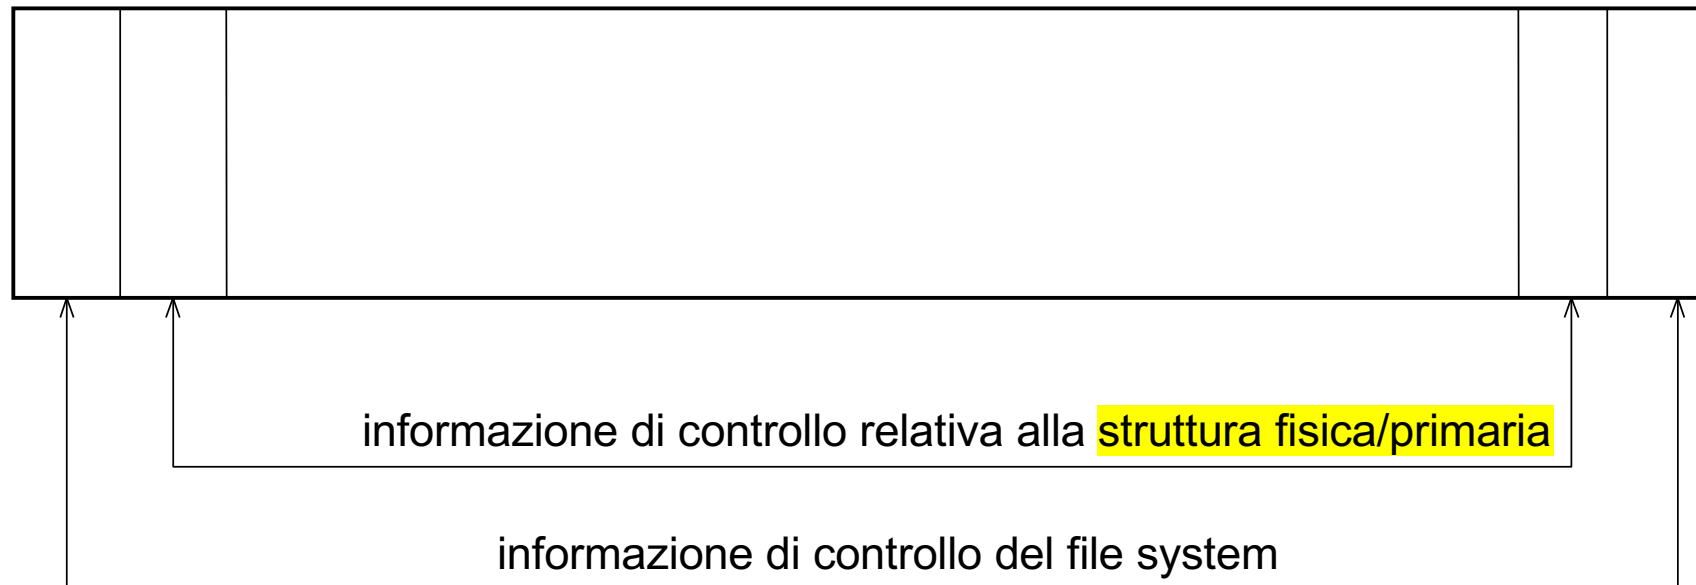 informazione di controllo relativa alla struttura fisica/primaria
informazione di controllo del file system